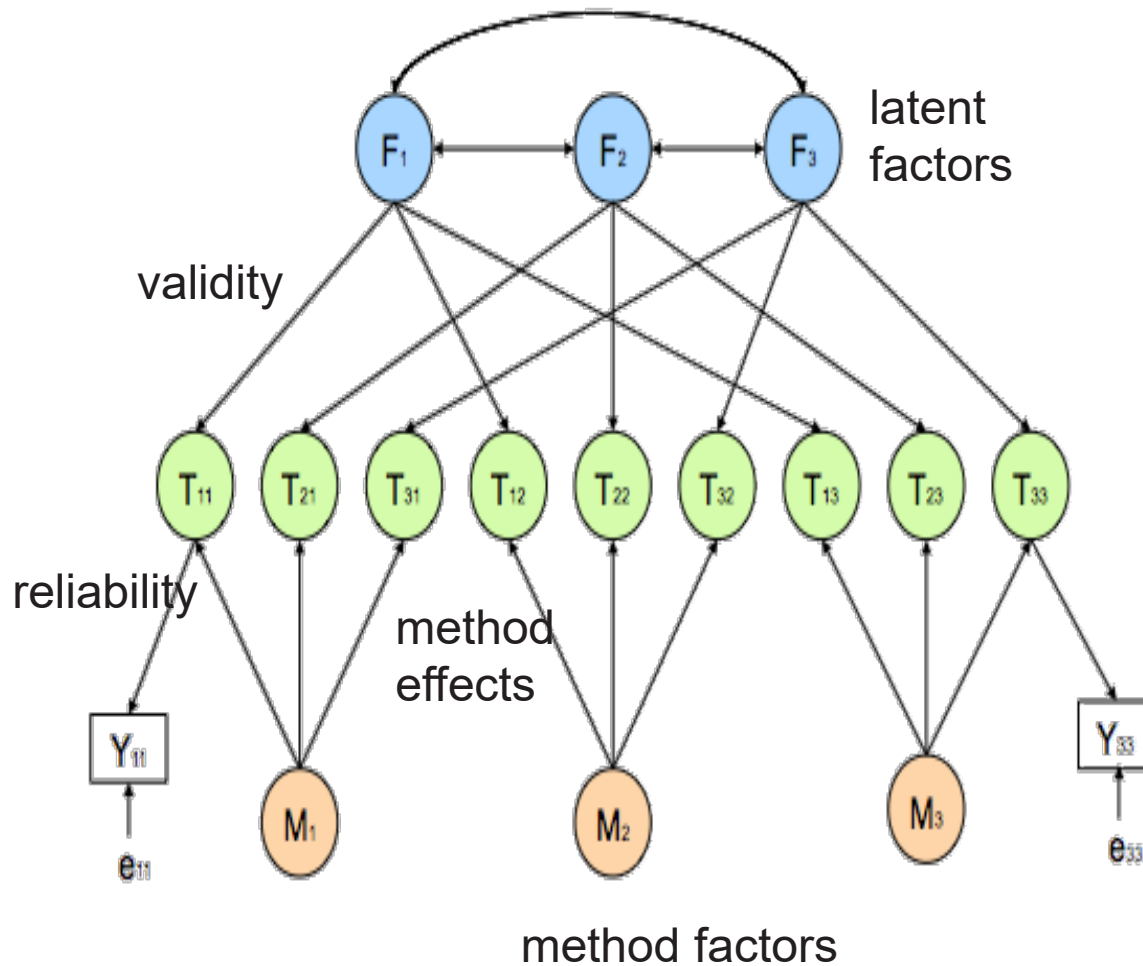 F₁ F₂ F₃ latent
factors
validity
T₁₁ T₂₁ T₃₁ T₁₂ T₂₂ T₃₂ T₁₃ T₂₃ T₃₃
reliability
method
effects
Y₁₁ Y₃₃
M₁ M₂ M₃
e₁₁ e₃₃
method factors